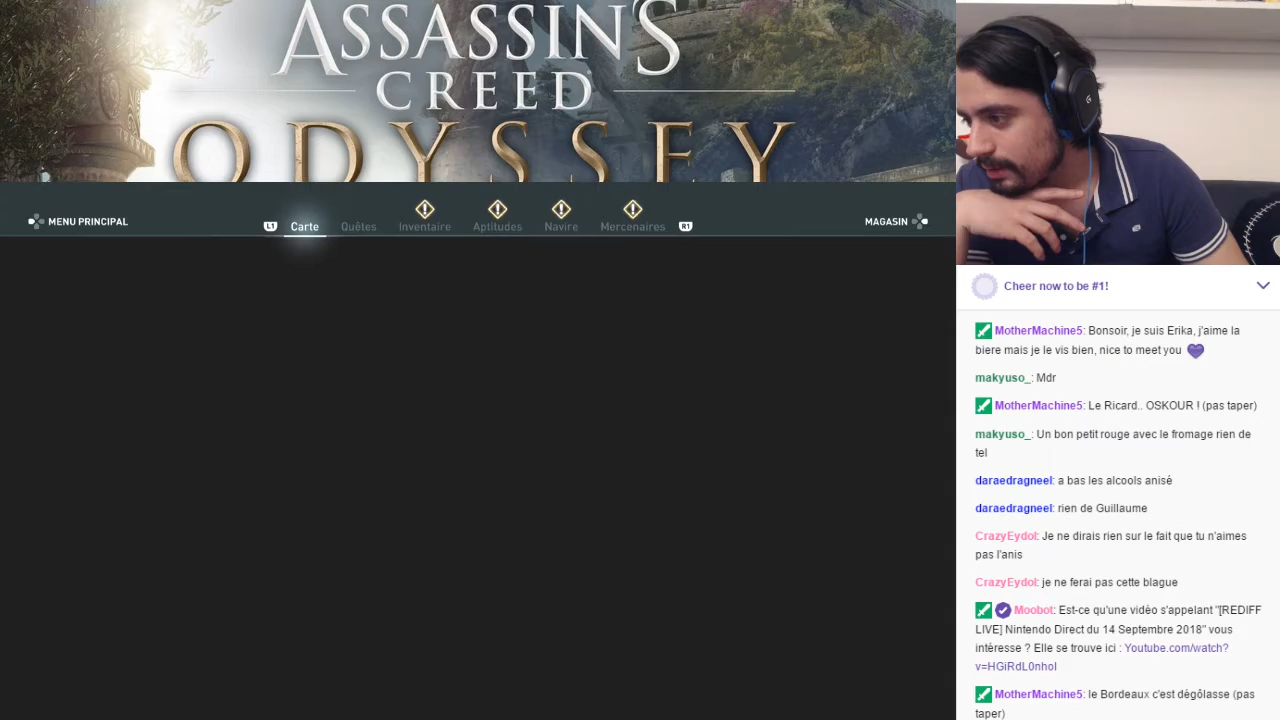 ASSASSIN'S
CREED
ODYSSEY
MENU PRINCIPAL
L1 Carte Quêtes Inventaire Aptitudes Navire Mercenaires R1
MAGASIN
Cheer now to be #1!
MotherMachine5: Bonsoir, je suis Erika, j'aime la
biere mais je le vis bien, nice to meet you
makyuso_: Mdr
MotherMachine5: Le Ricard.. OSKOUR ! (pas taper)
makyuso_: Un bon petit rouge avec le fromage rien de
tel
daraedragneel: a bas les alcools anisé
daraedragneel: rien de Guillaume
CrazyEydol: Je ne dirais rien sur le fait que tu n'aimes
pas l'anis
CrazyEydol: je ne ferai pas cette blague
Moobot: Est-ce qu'une vidéo s'appelant "[REDIFF
LIVE] Nintendo Direct du 14 Septembre 2018" vous
intéresse ? Elle se trouve ici : Youtube.com/watch?
v=HGiRdL0nhoI
MotherMachine5: le Bordeaux c'est dégôlasse (pas
taper)